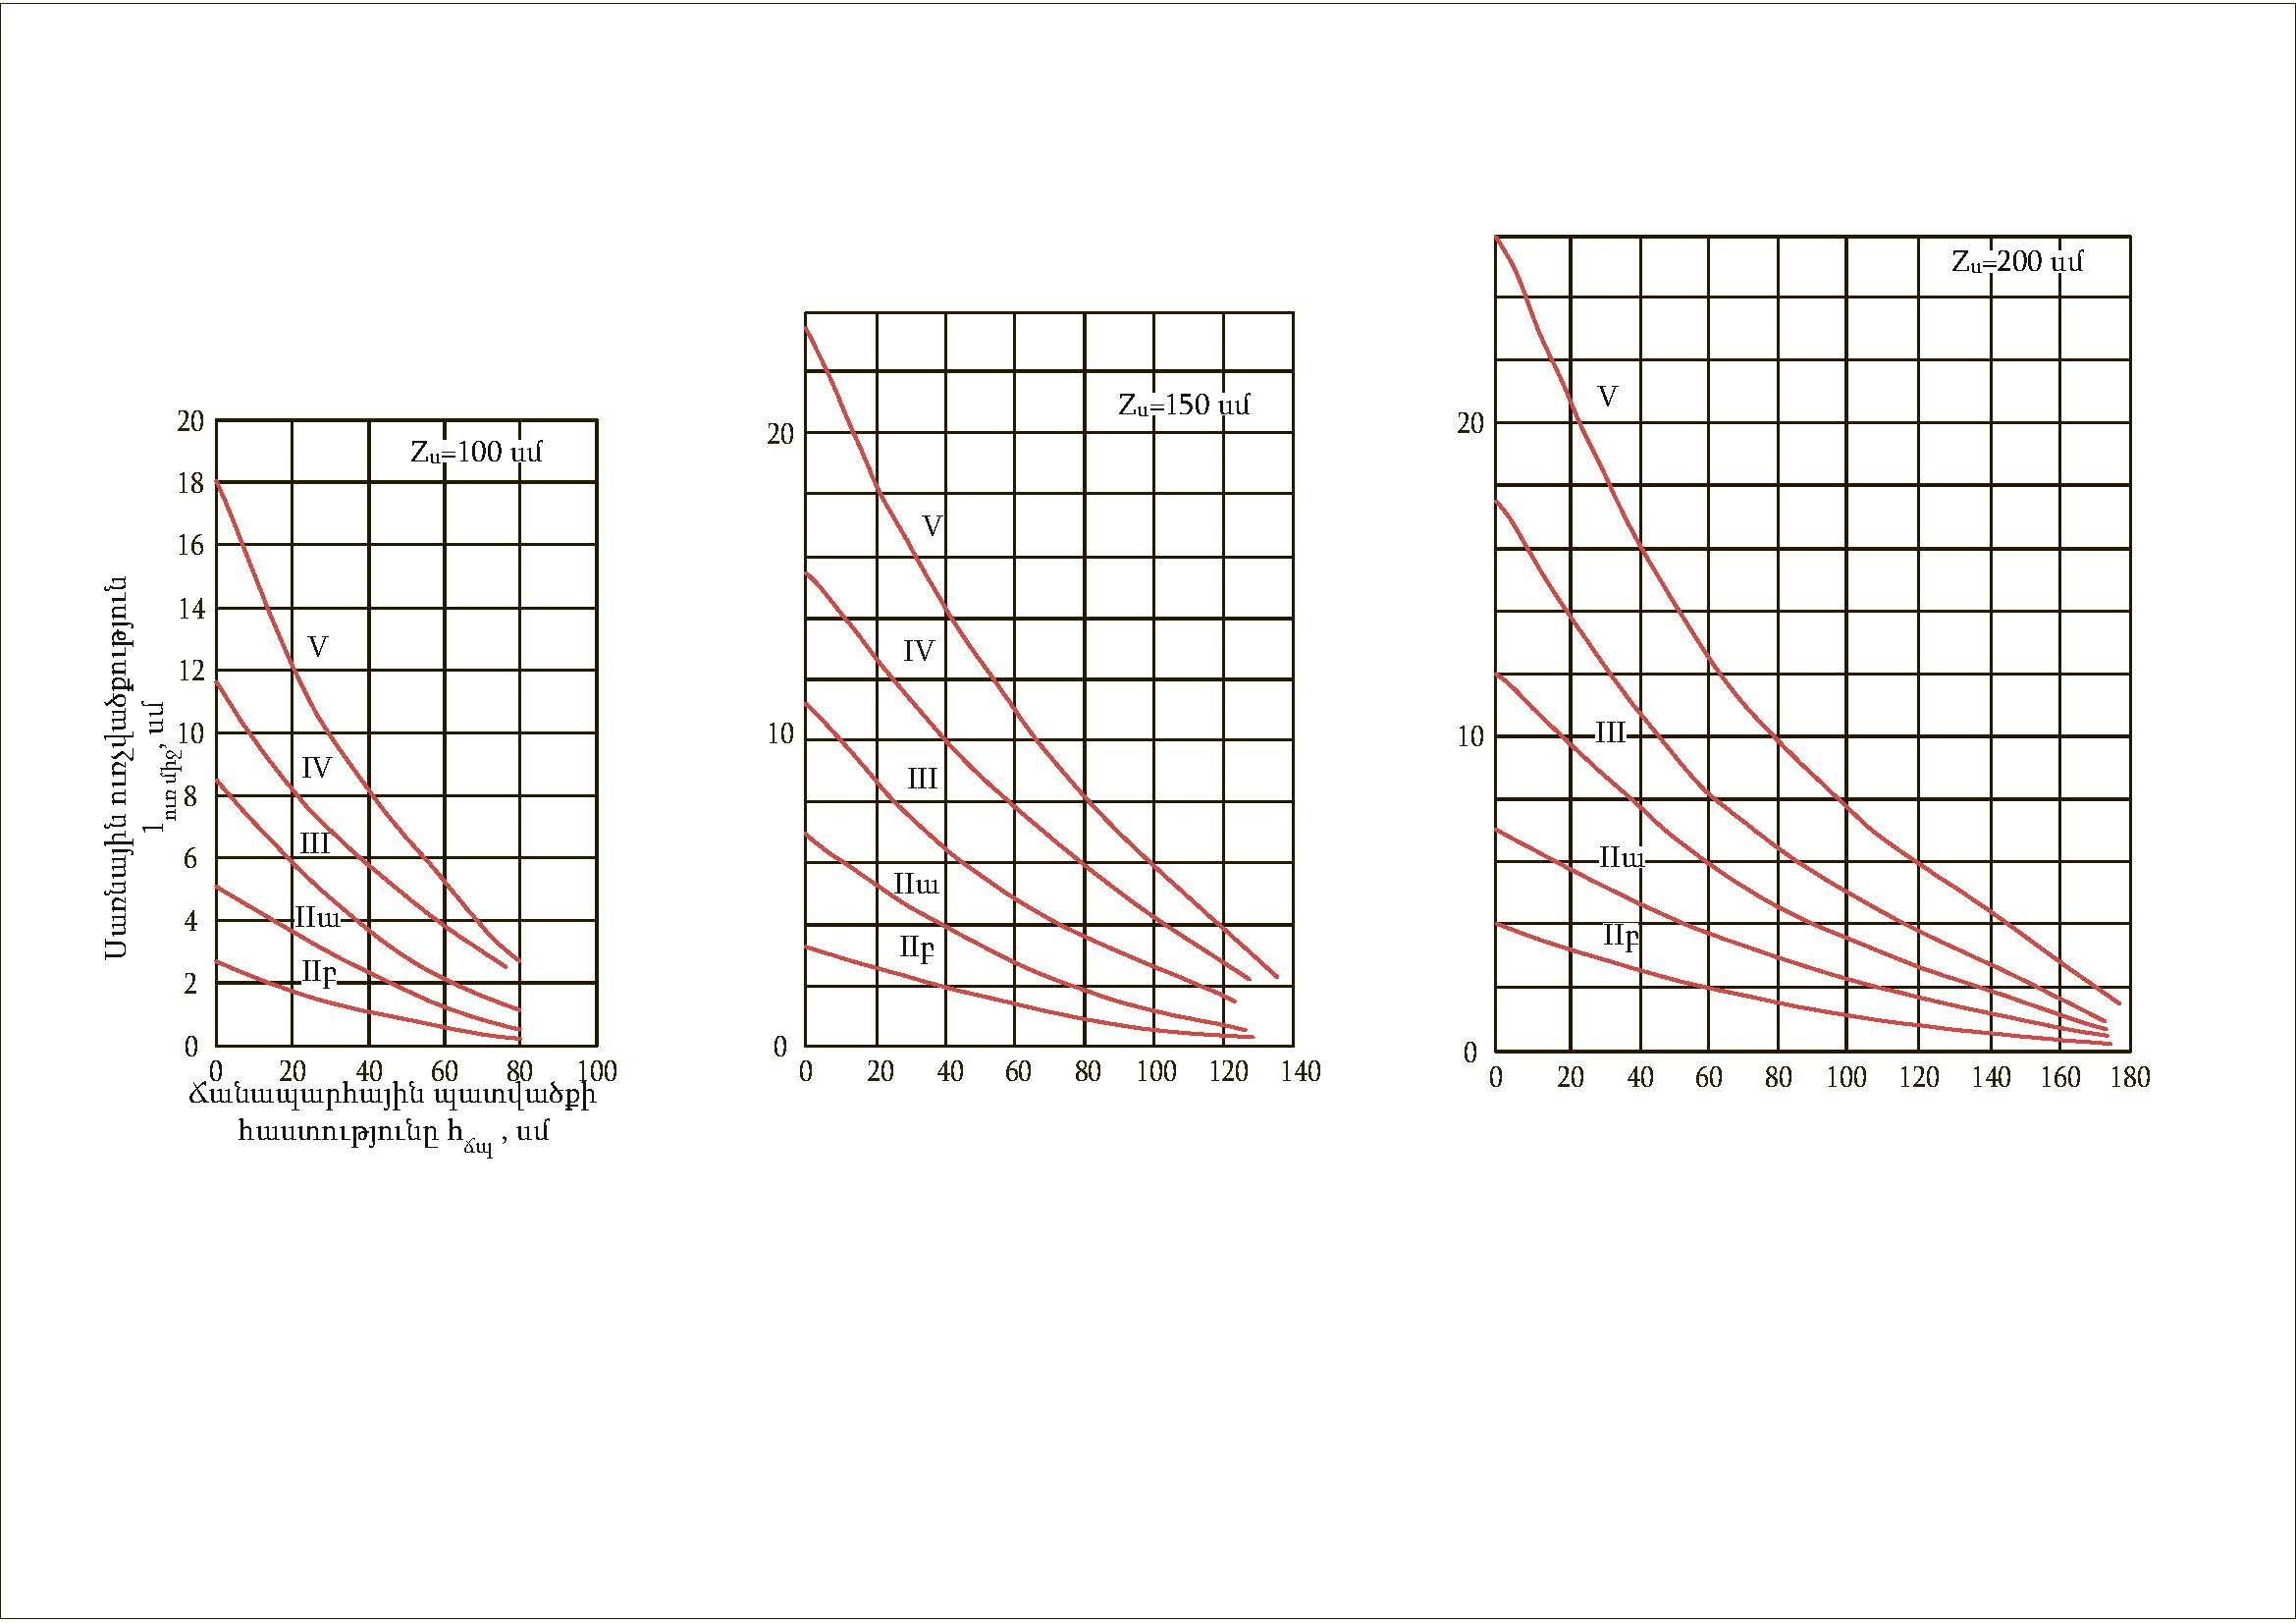 Zս=100 սմ
20
18
16
14
12
10
8
6
4
2
0
V
IV
III
IIա
IIբ
0 20 40 60 80 100
Սառնային ուռչվածքություն
lուռ միջ, սմ
Ճանապարհային պատվածքի
հաստությունը հճպ , սմ
Zս=150 սմ
20
10
0
V
IV
III
IIա
IIբ
0 20 40 60 80 100 120 140
Zս=200 սմ
20
10
0
V
III
IIա
IIբ
0 20 40 60 80 100 120 140 160 180